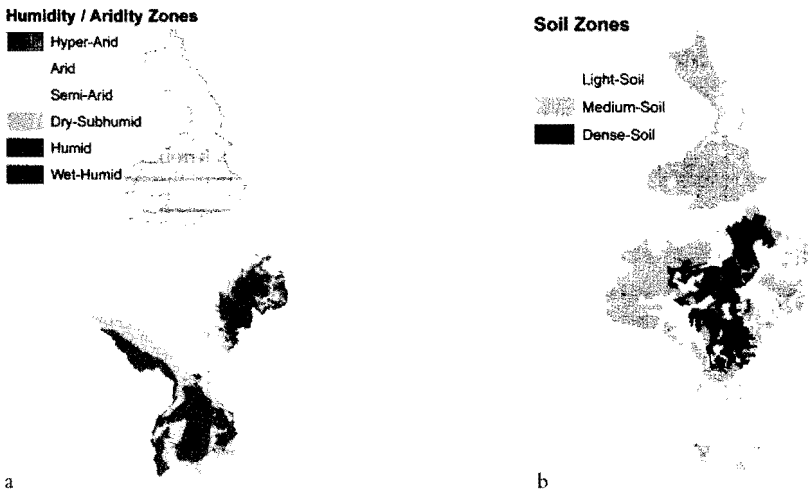 Humidity / Aridity Zones
Hyper-Arid
Arid
Semi-Arid
Dry-Subhumid
Humid
Wet-Humid
a
Soil Zones
Light-Soil
Medium-Soil
Dense-Soil
b